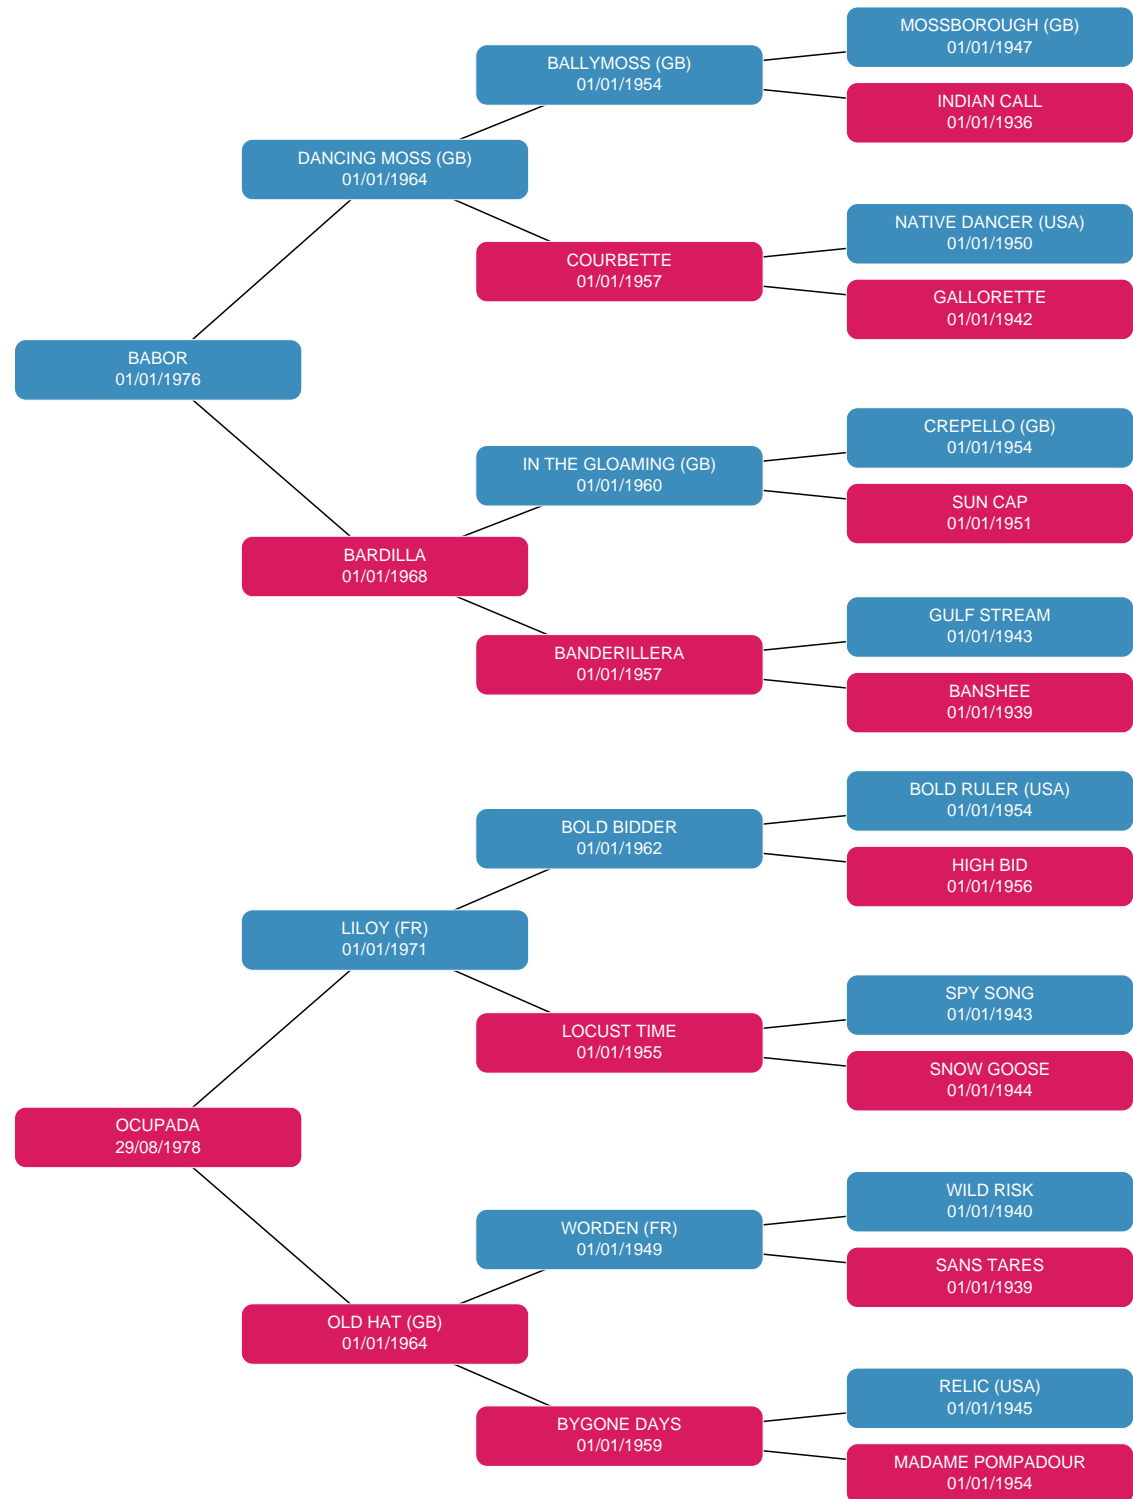 MOSSBOROUGH (GB)
01/01/1947
BALLYMOSS (GB)
01/01/1954
INDIAN CALL
01/01/1936
DANCING MOSS (GB)
01/01/1964
NATIVE DANCER (USA)
01/01/1950
COURBETTE
01/01/1957
GALLORETTE
01/01/1942
BABOR
01/01/1976
CREPELLO (GB)
01/01/1954
IN THE GLOAMING (GB)
01/01/1960
SUN CAP
01/01/1951
BARDILLA
01/01/1968
GULF STREAM
01/01/1943
BANDERILLERA
01/01/1957
BANSHEE
01/01/1939
BOLD RULER (USA)
01/01/1954
BOLD BIDDER
01/01/1962
HIGH BID
01/01/1956
LILOY (FR)
01/01/1971
SPY SONG
01/01/1943
LOCUST TIME
01/01/1955
SNOW GOOSE
01/01/1944
OCUPADA
29/08/1978
WILD RISK
01/01/1940
WORDEN (FR)
01/01/1949
SANS TARES
01/01/1939
OLD HAT (GB)
01/01/1964
RELIC (USA)
01/01/1945
BYGONE DAYS
01/01/1959
MADAME POMPADOUR
01/01/1954